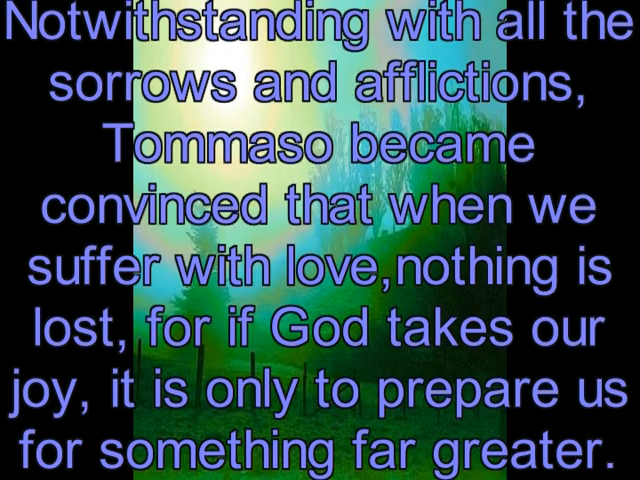 Notwithstanding with all the
sorrows and afflictions,
Tommaso became
convinced that when we
suffer with love,nothing is
lost, for if God takes our
joy, it is only to prepare us
for something far greater.